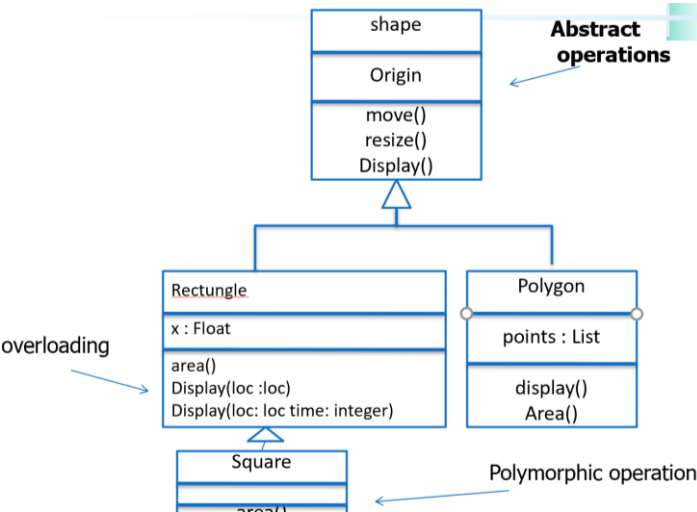 shape
Abstract
operations
Origin
move()
resize()
Display()
Rectungle
x : Float
area()
Display(loc :loc)
Display(loc: loc time: integer)
overloading
Polygon
points : List
display()
Area()
Square
area()
Polymorphic operation